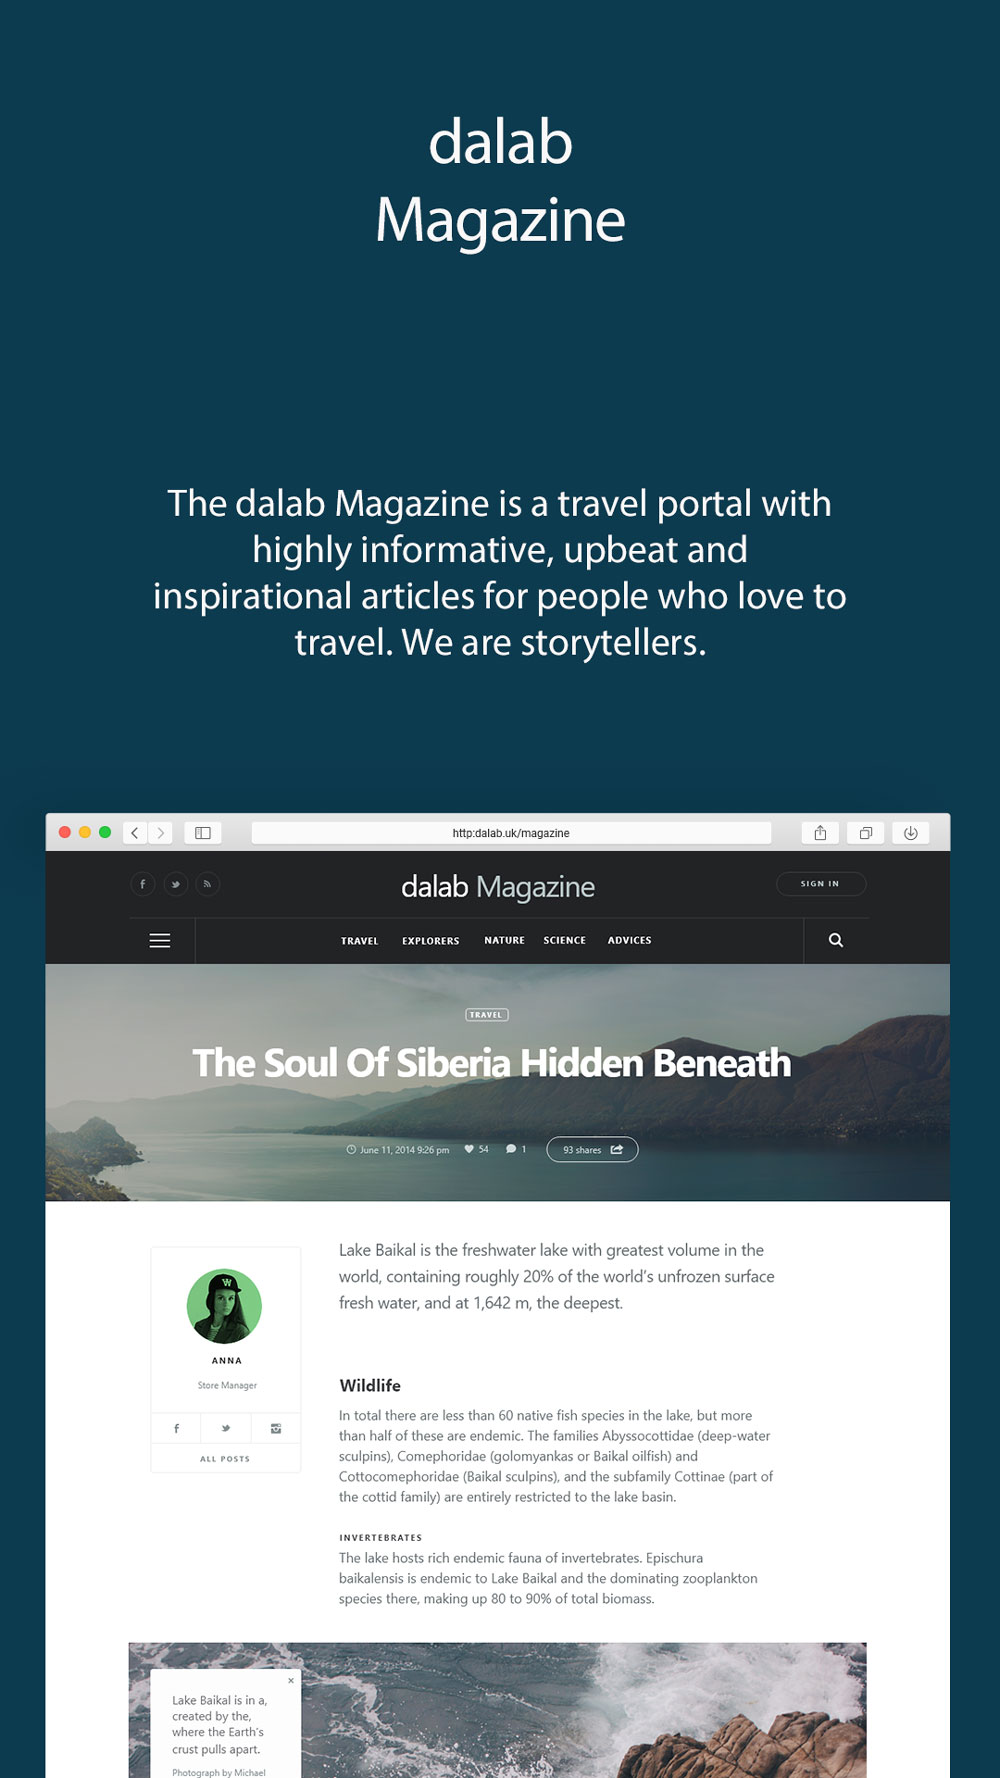 dalab
Magazine
The dalab Magazine is a travel portal with
highly informative, upbeat and
inspirational articles for people who love to
travel. We are storytellers.
http:dalab.uk/magazine
dalab Magazine
SIGN IN
TRAVEL EXPLORERS NATURE SCIENCE ADVICES
TRAVEL
The Soul Of Siberia Hidden Beneath
June 11, 2014 9:26 pm 54 1 93 shares
W
ANNA
Store Manager
ALL POSTS
Lake Baikal is the freshwater lake with greatest volume in the
world, containing roughly 20% of the world's unfrozen surface
fresh water, and at 1,642 m, the deepest.
Wildlife
In total there are less than 60 native fish species in the lake, but more
than half of these are endemic. The families Abyssocottidae (deep-water
sculpins), Comephoridae (golomyankas or Baikal oilfish) and
Cottocomephoridae (Baikal sculpins), and the subfamily Cottinae (part of
the cottid family) are entirely restricted to the lake basin.
INVERTEBRATES
The lake hosts rich endemic fauna of invertebrates. Epischura
baikalensis is endemic to Lake Baikal and the dominating zooplankton
species there, making up 80 to 90% of total biomass.
Lake Baikal is in a,
created by the,
where the Earth's
crust pulls apart.
Photograph by Michael